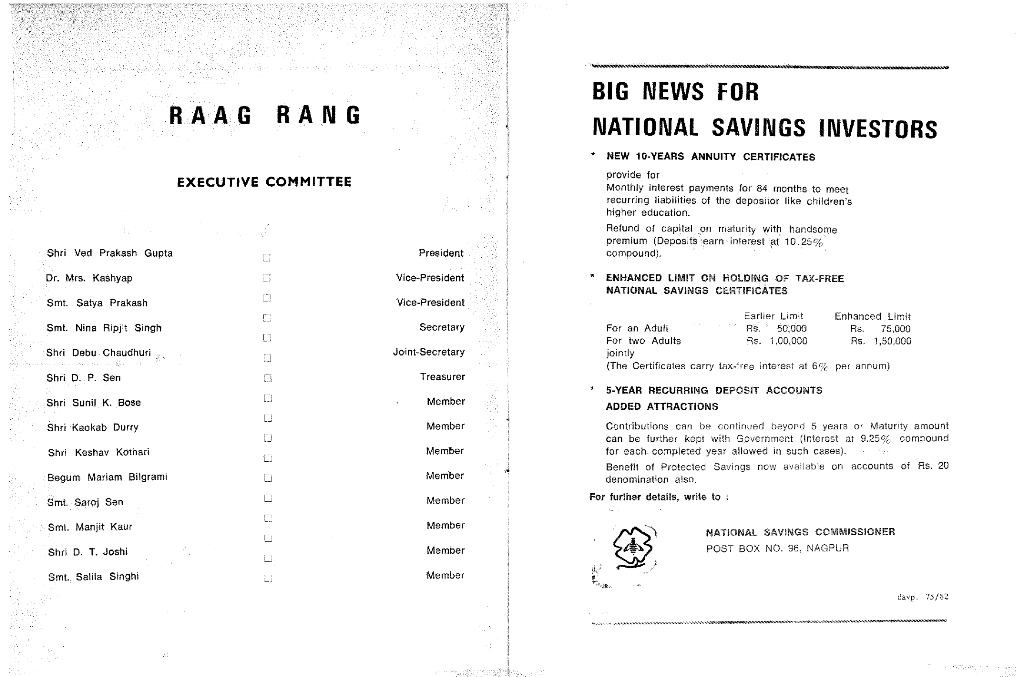 RAAG RANG
EXECUTIVE COMMITTEE
Shri Ved Prakash Gupta President
Dr. Mrs. Kashyap Vice-President
Smt. Satya Prakash Vice-President
Smt. Nina Ripjit Singh Secretary
Shri Debu Chaudhuri Joint-Secretary
Shri D. P. Sen Treasurer
Shri Sunil K. Bose Member
Shri Kaokab Durry Member
Shri Keshav Kothari Member
Begum Mariam Bilgrami Member
Smt. Saroj Sen Member
Smt. Manjit Kaur Member
Shri D. T. Joshi Member
Smt. Salila Singhi Member
BIG NEWS FOR
NATIONAL SAVINGS INVESTORS
* NEW 10-YEARS ANNUITY CERTIFICATES
provide for
Monthly interest payments for 84 months to meet
recurring liabilities of the depositor like children's
higher education.
Refund of capital on maturity with handsome
premium (Deposits earn interest at 10.25%
compound).
* ENHANCED LIMIT ON HOLDING OF TAX-FREE
NATIONAL SAVINGS CERTIFICATES
Earlier Limit Enhanced Limit
For an Adult Rs. 50,000 Rs. 75,000
For two Adults Rs. 1,00,000 Rs. 1,50,000
jointly
(The Certificates carry tax-free interest at 6% per annum)
* 5-YEAR RECURRING DEPOSIT ACCOUNTS
ADDED ATTRACTIONS
Contributions can be continued beyond 5 years or Maturity amount
can be further kept with Government (Interest at 9.25% compound
for each completed year allowed in such cases).
Benefit of Protected Savings now available on accounts of Rs. 20
denomination also.
For further details, write to :
NATIONAL SAVINGS COMMISSIONER
POST BOX NO. 96, NAGPUR
davp. 75/82